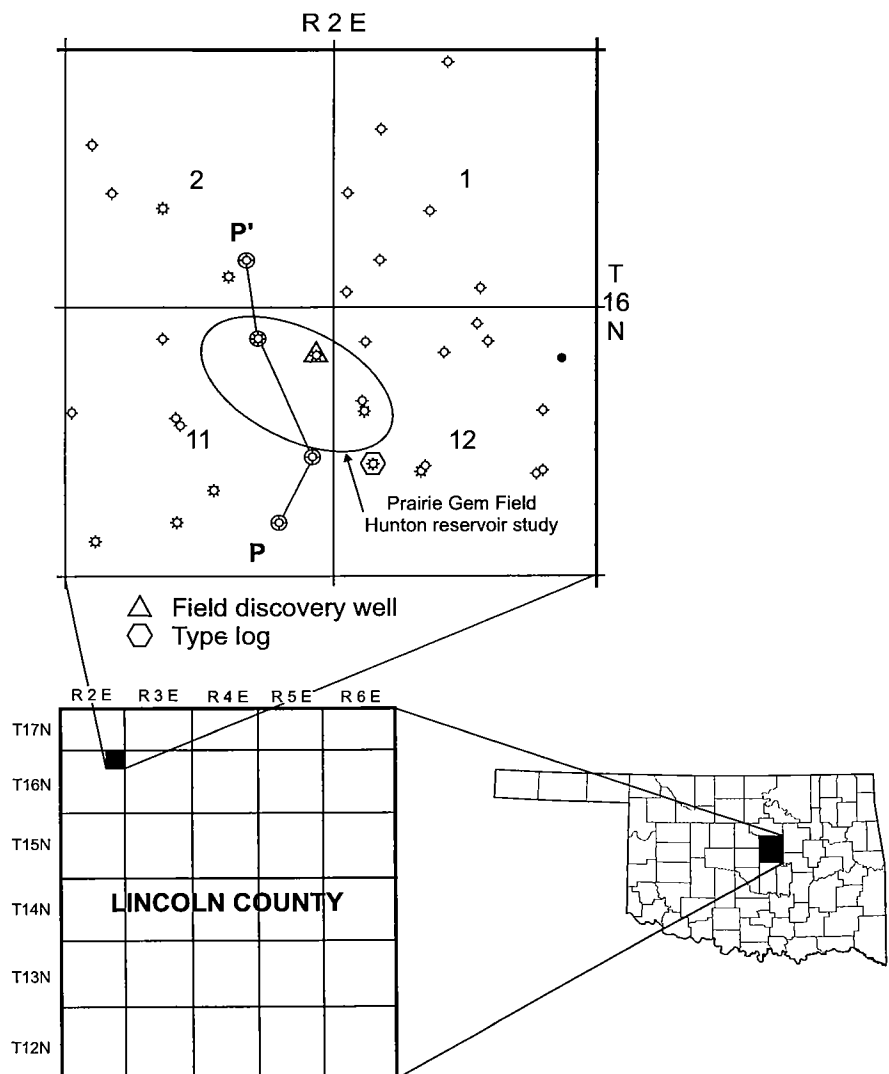 R 2 E
2
1
P'
T
16
N
11
12
Prairie Gem Field
Hunton reservoir study
P
Field discovery well
Type log
R 2 E R 3 E R 4 E R 5 E R 6 E
T17N
T16N
T15N
T14N
LINCOLN COUNTY
T13N
T12N